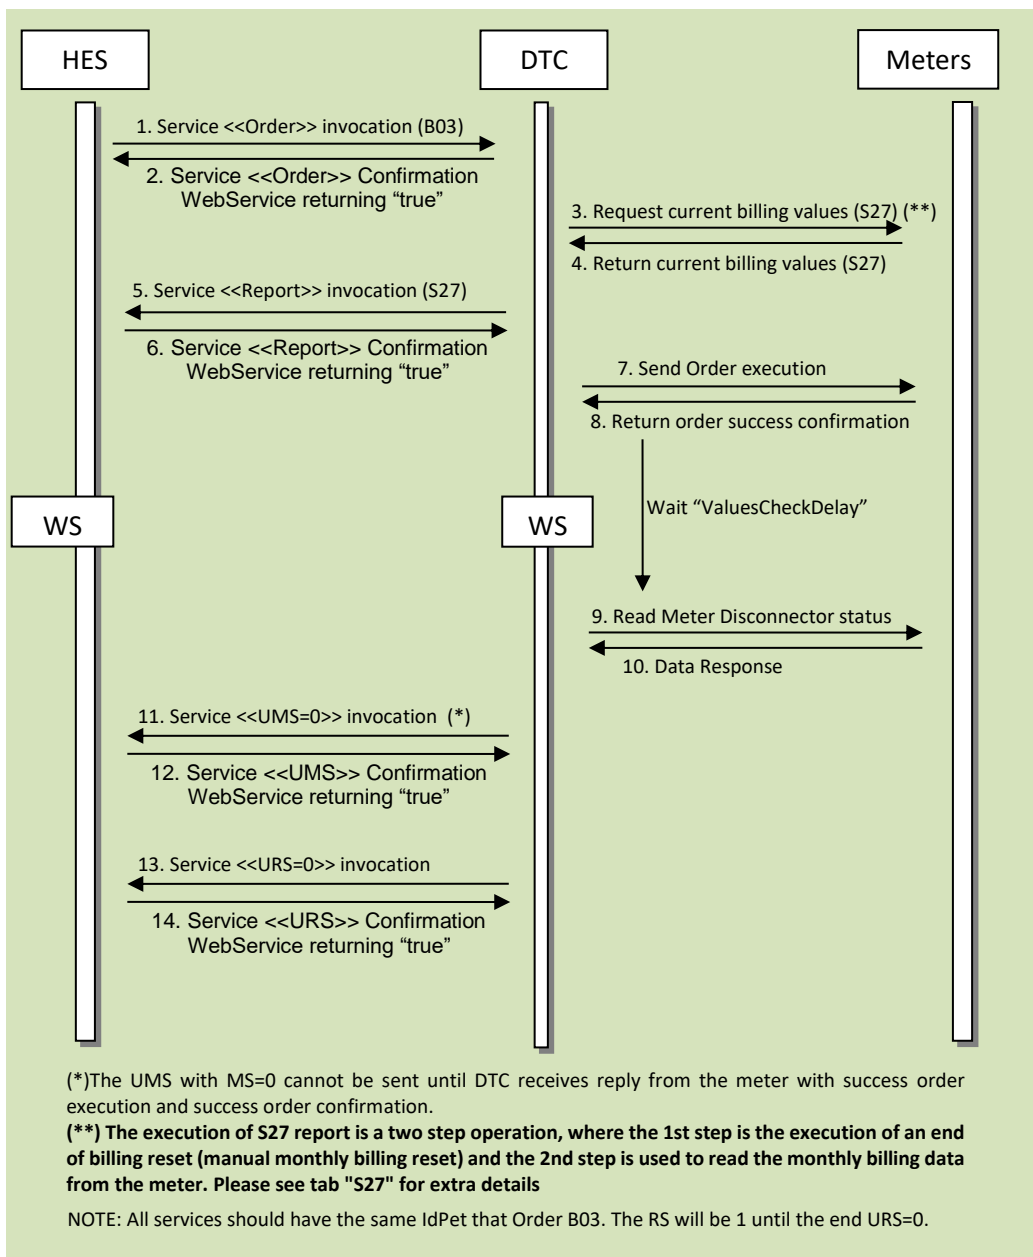 HES
DTC
Meters
1. Service <<Order>> invocation (B03)
2. Service <<Order>> Confirmation
WebService returning “true”
3. Request current billing values (S27) (**)
4. Return current billing values (S27)
5. Service <<Report>> invocation (S27)
6. Service <<Report>> Confirmation
WebService returning “true”
7. Send Order execution
8. Return order success confirmation
WS
WS
Wait “ValuesCheckDelay”
9. Read Meter Disconnector status
10. Data Response
11. Service <<UMS=0>> invocation (*)
12. Service <<UMS>> Confirmation
WebService returning “true”
13. Service <<URS=0>> invocation
14. Service <<URS>> Confirmation
WebService returning “true”
(*)The UMS with MS=0 cannot be sent until DTC receives reply from the meter with success order
execution and success order confirmation.
(**) The execution of S27 report is a two step operation, where the 1st step is the execution of an end
of billing reset (manual monthly billing reset) and the 2nd step is used to read the monthly billing data
from the meter. Please see tab "S27" for extra details
NOTE: All services should have the same IdPet that Order B03. The RS will be 1 until the end URS=0.